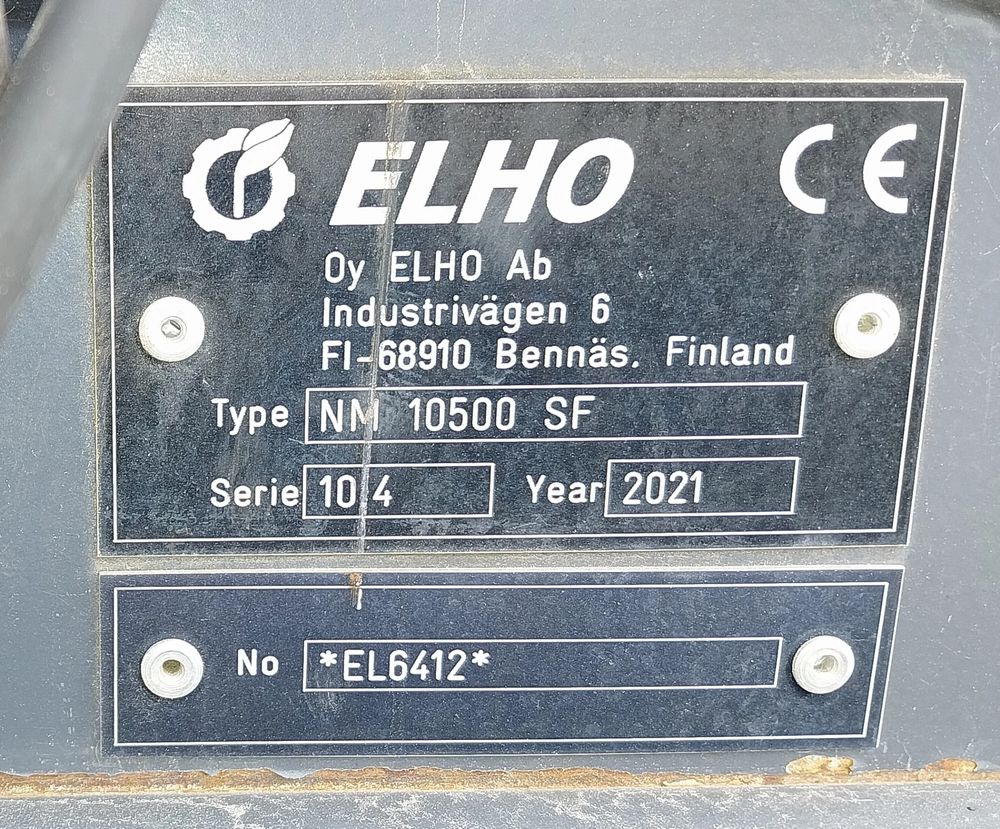 ELHO CE
Oy ELHO Ab
Industrivägen 6
FI-68910 Bennäs. Finland
Type NM 10500 SF
Serie 10.4 Year 2021
No *EL6412*